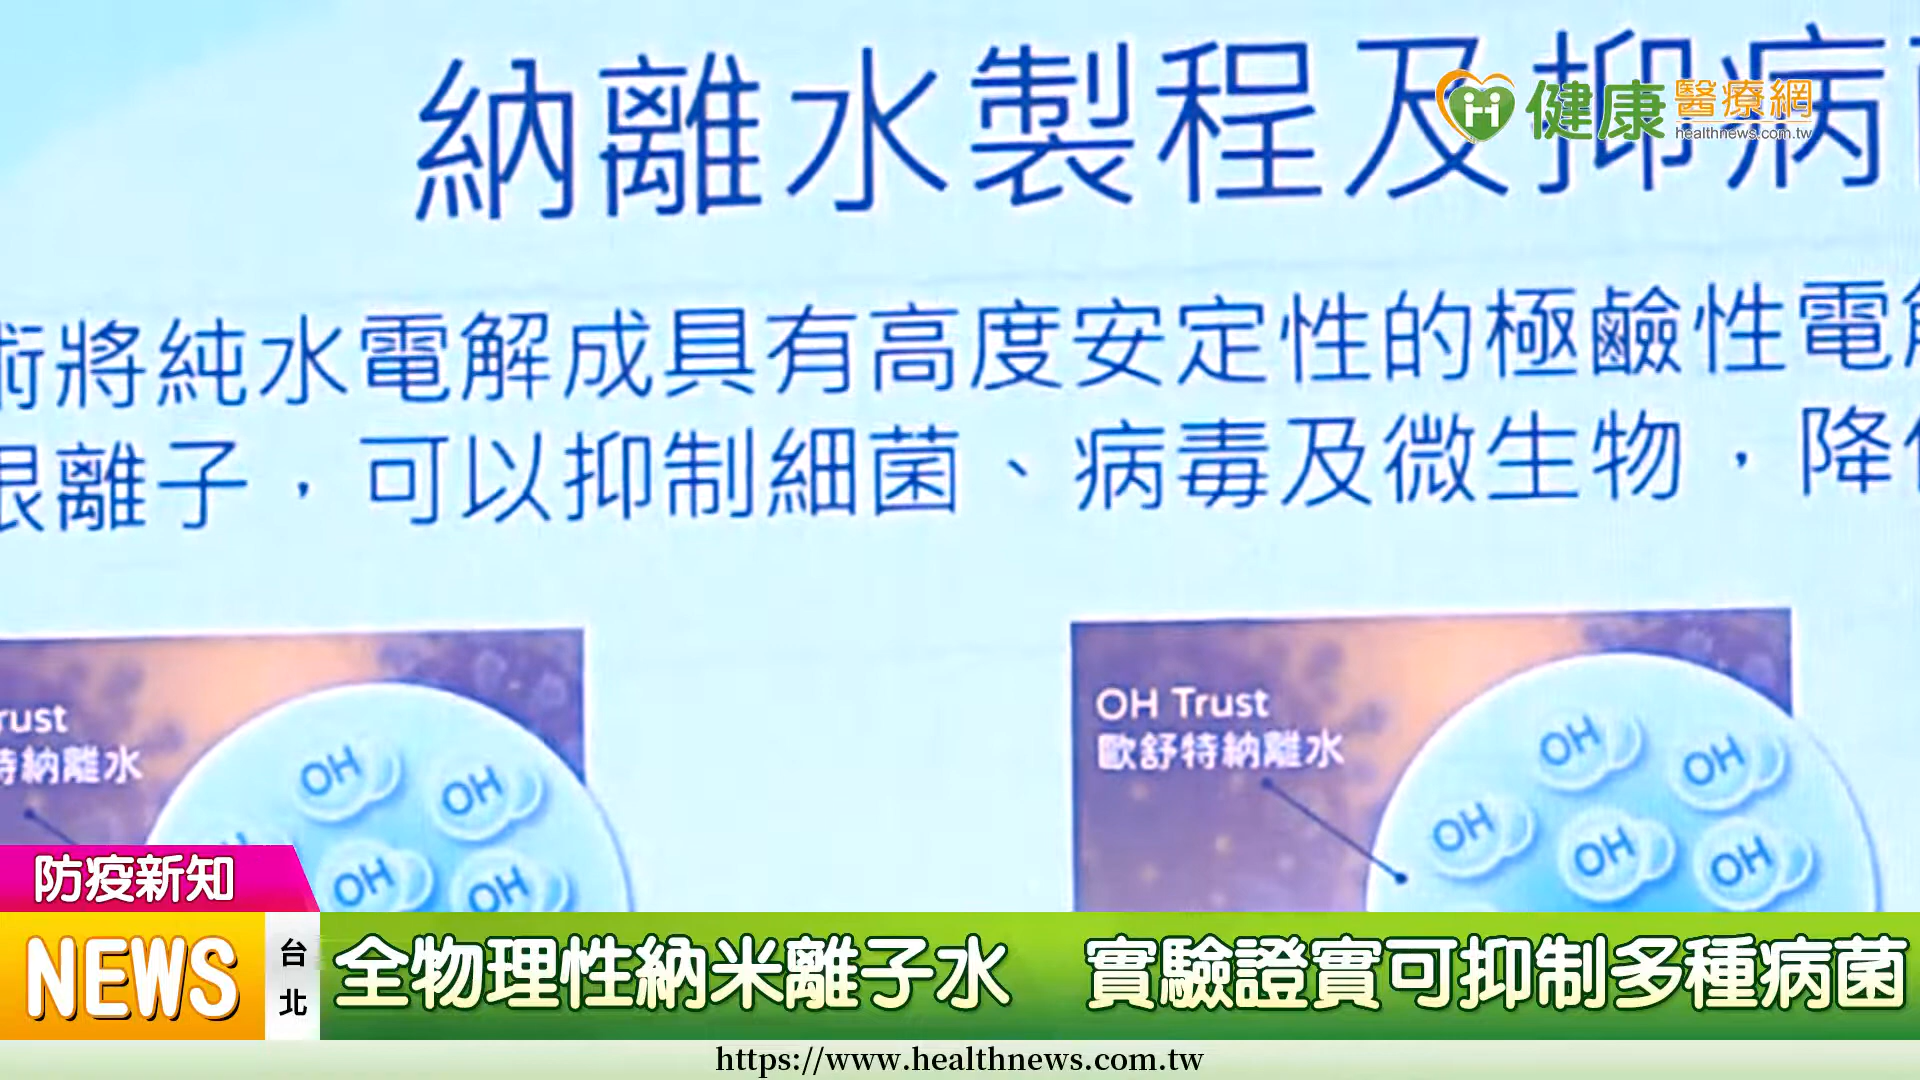 納離水製程及抑病
健康醫療網
healthnews.com.tw
術將純水電解成具有高度安定性的極鹼性電解
根離子，可以抑制細菌、病毒及微生物，降低
rust
特納離水
OH OH OH OH
OH Trust
歐舒特納離水
OH OH OH OH OH
防疫新知
NEWS
台北
全物理性納米離子水 實驗證實可抑制多種病菌
https://www.healthnews.com.tw